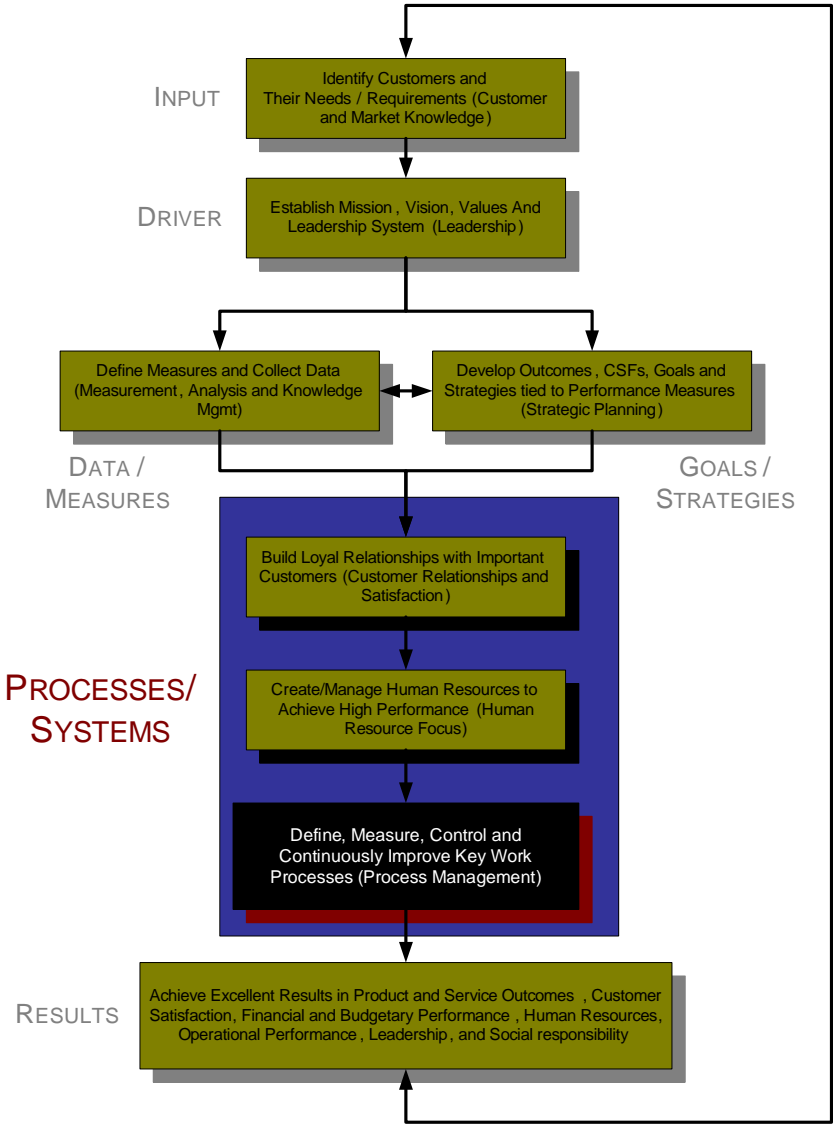 INPUT
Identify Customers and
Their Needs / Requirements (Customer
and Market Knowledge)
DRIVER
Establish Mission , Vision, Values And
Leadership System (Leadership)
Define Measures and Collect Data
(Measurement, Analysis and Knowledge
Mgmt)
Develop Outcomes , CSFs, Goals and
Strategies tied to Performance Measures
(Strategic Planning)
DATA /
MEASURES
GOALS /
STRATEGIES
Build Loyal Relationships with Important
Customers (Customer Relationships and
Satisfaction)
PROCESSES/
SYSTEMS
Create/Manage Human Resources to
Achieve High Performance (Human
Resource Focus)
Define, Measure, Control and
Continuously Improve Key Work
Processes (Process Management)
RESULTS
Achieve Excellent Results in Product and Service Outcomes , Customer
Satisfaction, Financial and Budgetary Performance , Human Resources,
Operational Performance , Leadership, and Social responsibility